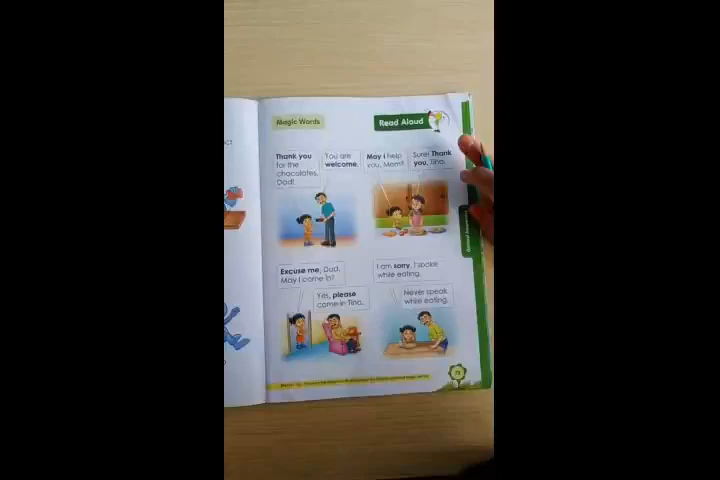 Magic Words
Read Aloud
Thank you
for the
chocolates,
Dad!
You are
welcome.
May I help
you, Mom?
Sure! Thank
you, Tina.
Excuse me, Dad.
May I come in?
Yes, please
come in Tina.
I am sorry, I spoke
while eating.
Never speak
while eating.